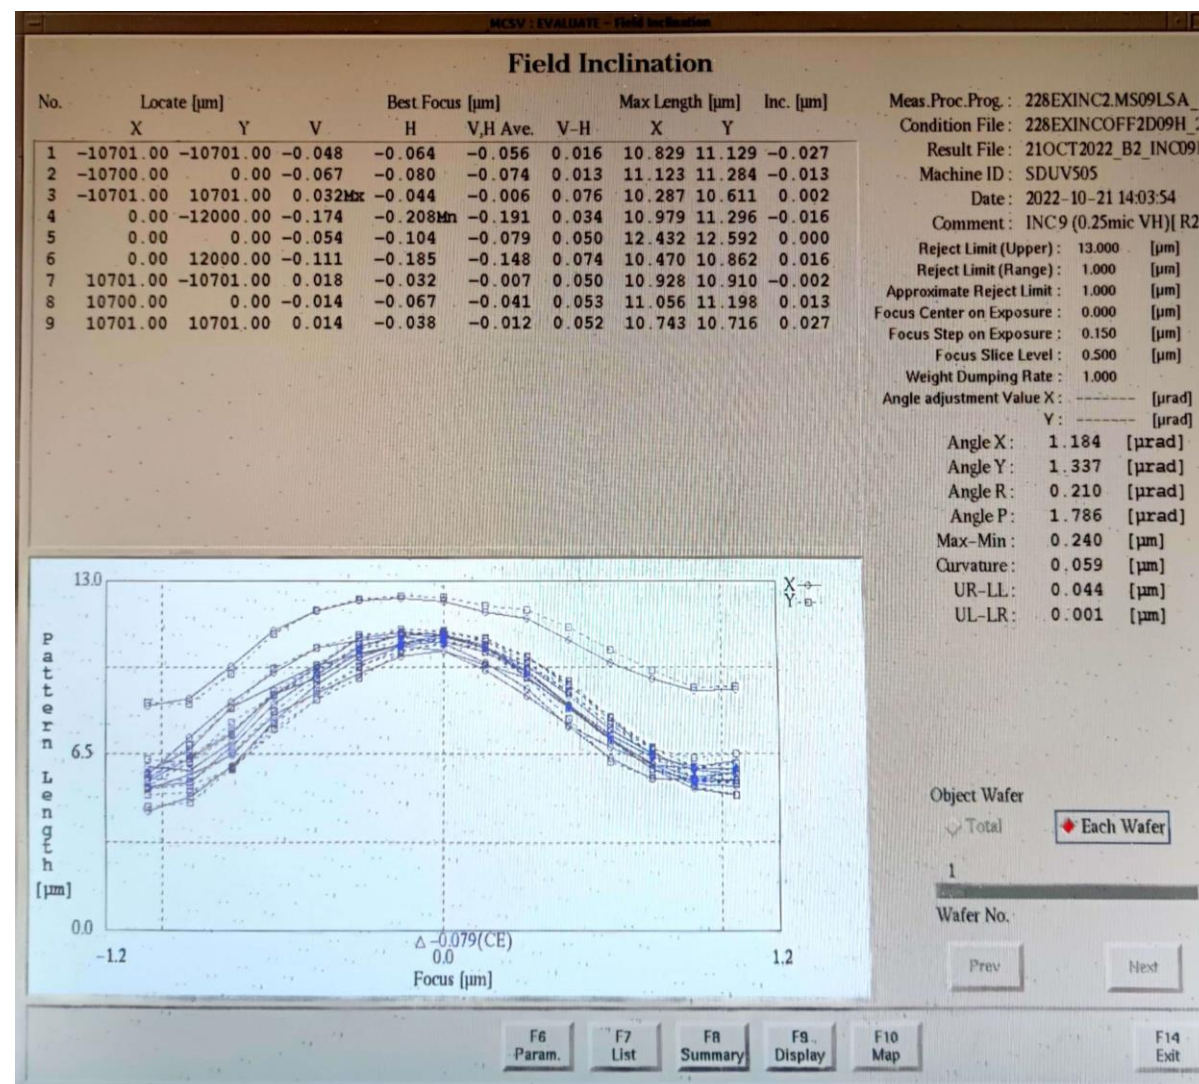 MCSV : EVALUATE - Field Inclination
Field Inclination
No. Locate [µm] Best Focus [µm] Max Length [µm] Inc. [µm]
X Y V H V,H Ave. V-H X Y
1 -10701.00 -10701.00 -0.048 -0.064 -0.056 0.016 10.829 11.129 -0.027
2 -10700.00 0.00 -0.067 -0.080 -0.074 0.013 11.123 11.284 -0.013
3 -10701.00 10701.00 0.032Mx -0.044 -0.006 0.076 10.287 10.611 0.002
4 0.00 -12000.00 -0.174 -0.208Mn -0.191 0.034 10.979 11.296 -0.016
5 0.00 0.00 -0.054 -0.104 -0.079 0.050 12.432 12.592 0.000
6 0.00 12000.00 -0.111 -0.185 -0.148 0.074 10.470 10.862 0.016
7 10701.00 -10701.00 0.018 -0.032 -0.007 0.050 10.928 10.910 -0.002
8 10700.00 0.00 -0.014 -0.067 -0.041 0.053 11.056 11.198 0.013
9 10701.00 10701.00 0.014 -0.038 -0.012 0.052 10.743 10.716 0.027
Meas.Proc.Prog. : 228EXINC2.MS09LSA_
Condition File : 228EXINCOFF2D09H_2
Result File : 21OCT2022_B2_INC09
Machine ID : SDUV505
Date : 2022-10-21 14:03:54
Comment : INC9 (0.25mic VH)[ R2
Reject Limit (Upper) : 13.000 [µm]
Reject Limit (Range) : 1.000 [µm]
Approximate Reject Limit : 1.000 [µm]
Focus Center on Exposure : 0.000 [µm]
Focus Step on Exposure : 0.150 [µm]
Focus Slice Level : 0.500 [µm]
Weight Dumping Rate : 1.000
Angle adjustment Value X : ------- [µrad]
Y : ------- [µrad]
Angle X : 1.184 [µrad]
Angle Y : 1.337 [µrad]
Angle R : 0.210 [µrad]
Angle P : 1.786 [µrad]
Max-Min : 0.240 [µm]
Curvature : 0.059 [µm]
UR-LL : 0.044 [µm]
UL-LR : 0.001 [µm]
13.0
X
Y
Pattern Length [µm]
6.5
0.0
△ -0.079(CE)
-1.2 0.0 1.2
Focus [µm]
Object Wafer
Total Each Wafer
1
Wafer No.
Prev Next
F6 Param.
F7 List
F8 Summary
F9 Display
F10 Map
F14 Exit